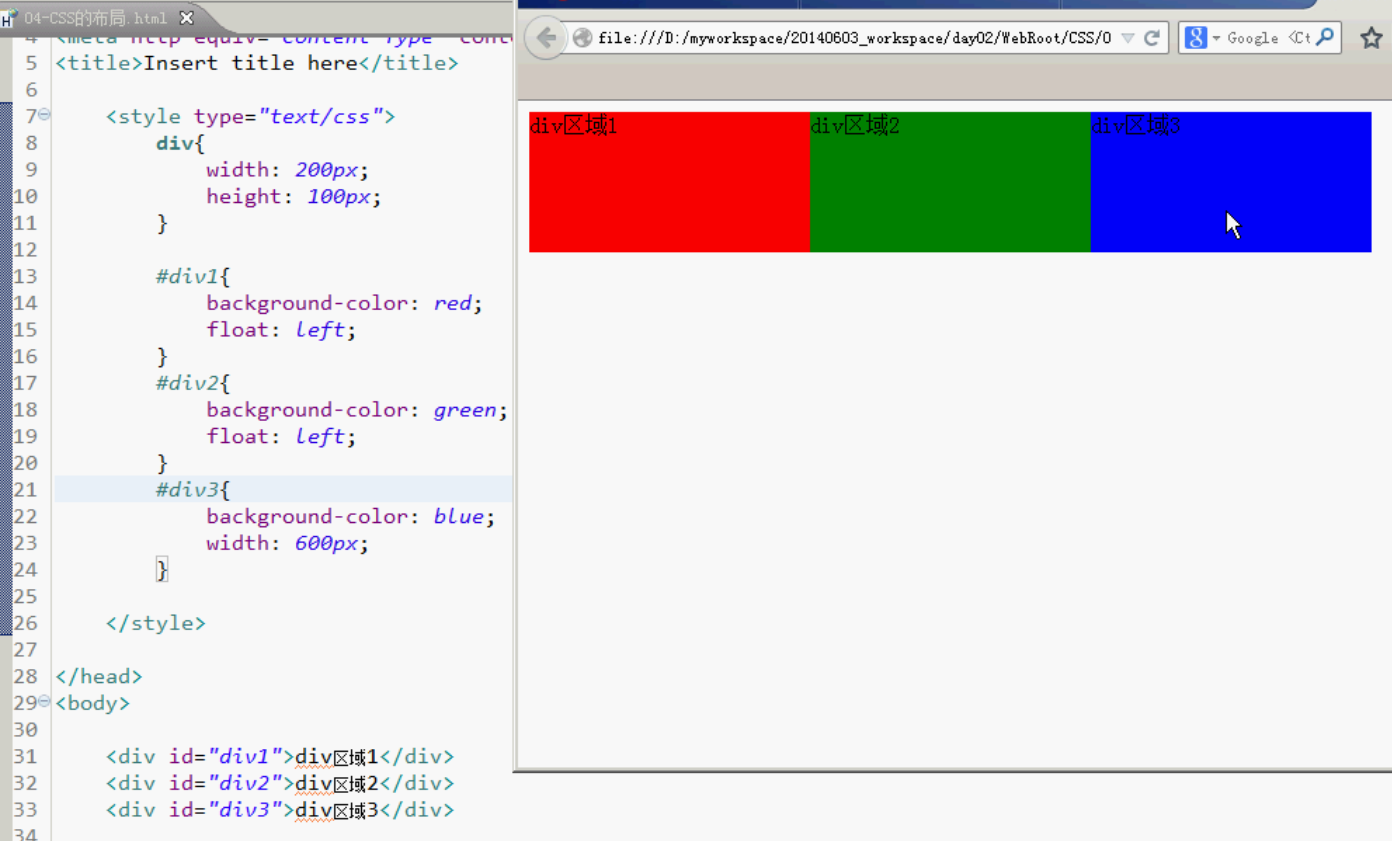 04-CSS的布局.html
file:///D:/myworkspace/20140603_workspace/day02/WebRoot/CSS/0
Google <Ct
4 <meta http-equiv="Content-Type" cont
5 <title>Insert title here</title>
6
7 <style type="text/css">
8 div{
9 width: 200px;
10 height: 100px;
11 }
12
13 #div1{
14 background-color: red;
15 float: left;
16 }
17 #div2{
18 background-color: green;
19 float: left;
20 }
21 #div3{
22 background-color: blue;
23 width: 600px;
24 }
25
26 </style>
27
28 </head>
29 <body>
30
31 <div id="div1">div区域1</div>
32 <div id="div2">div区域2</div>
33 <div id="div3">div区域3</div>
34
div区域1
div区域2
div区域3